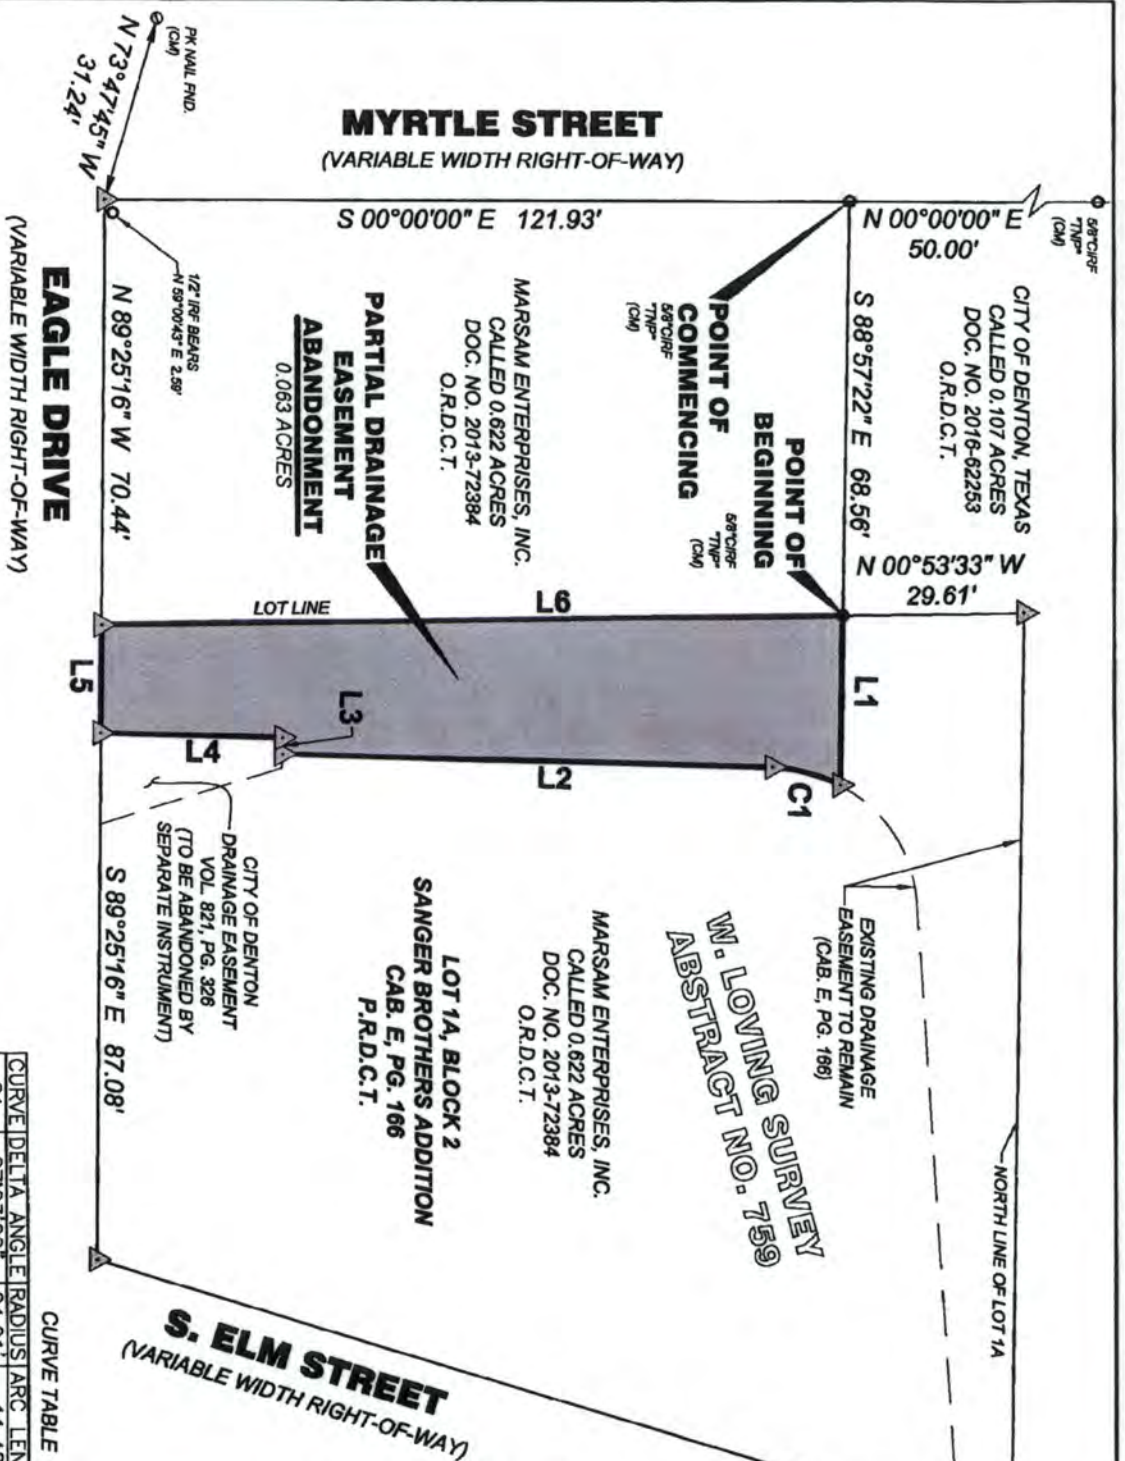 PK NAIL FND.
(CM)
N 73°47'45" W
31.24'
MYRTLE STREET
(VARIABLE WIDTH RIGHT-OF-WAY)
S 00°00'00" E 121.93'
N 00°00'00" E
50.00'
5/8"CIRF
"TNP"
(CM)
CITY OF DENTON, TEXAS
CALLED 0.107 ACRES
DOC. NO. 2016-62253
O.R.D.C.T.
S 88°57'22" E 68.56'
N 00°53'33" W
29.61'
POINT OF
COMMENCING
5/8"CIRF
"TNP"
(CM)
POINT OF
BEGINNING
5/8"CIRF
"TNP"
(CM)
MARSAM ENTERPRISES, INC.
CALLED 0.622 ACRES
DOC. NO. 2013-72384
O.R.D.C.T.
PARTIAL DRAINAGE
EASEMENT
ABANDONMENT
0.063 ACRES
1/2" IRF BEARS
N 59°00'43" E 2.59'
N 89°25'16" W 70.44'
EAGLE DRIVE
(VARIABLE WIDTH RIGHT-OF-WAY)
LOT LINE
L6
L1
L5
L3
L4
L2
C1
CITY OF DENTON
DRAINAGE EASEMENT
VOL. 821, PG. 326
(TO BE ABANDONED BY
SEPARATE INSTRUMENT)
S 89°25'16" E 87.08'
EXISTING DRAINAGE
EASEMENT TO REMAIN
(CAB. E, PG. 166)
W. LOVING SURVEY
ABSTRACT NO. 759
MARSAM ENTERPRISES, INC.
CALLED 0.622 ACRES
DOC. NO. 2013-72384
O.R.D.C.T.
LOT 1A, BLOCK 2
SANGER BROTHERS ADDITION
CAB. E, PG. 166
P.R.D.C.T.
NORTH LINE OF LOT 1A
S. ELM STREET
(VARIABLE WIDTH RIGHT-OF-WAY)
CURVE TABLE
CURVE DELTA ANGLE RADIUS ARC LEN